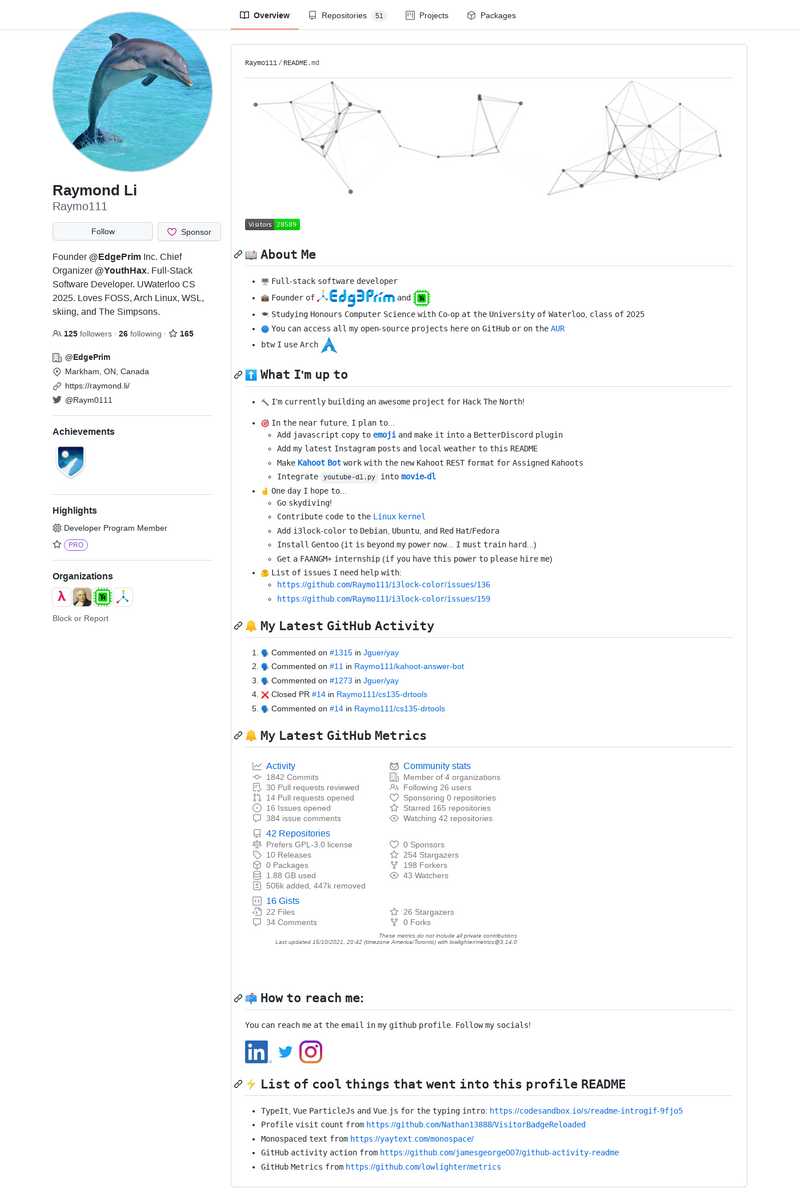 Overview
Repositories 51
Projects
Packages
Raymond Li
Raymo111
Follow
Sponsor
Founder @EdgePrim Inc. Chief
Organizer @YouthHax. Full-Stack
Software Developer. UWaterloo CS
2025. Loves FOSS, Arch Linux, WSL,
skiing, and The Simpsons.
125 followers · 26 following · 165
@EdgePrim
Markham, ON, Canada
https://raymond.li/
@Raym0111
Achievements
Highlights
Developer Program Member
PRO
Organizations
Block or Report
Raymo111 / README.md
Visitors 28589
About Me
Full-stack software developer
Founder of Edg3Prim and
Studying Honours Computer Science with Co-op at the University of Waterloo, class of 2025
You can access all my open-source projects here on GitHub or on the AUR
btw I use Arch
What I'm up to
I'm currently building an awesome project for Hack The North!
In the near future, I plan to...
Add javascript copy to emoji and make it into a BetterDiscord plugin
Add my latest Instagram posts and local weather to this README
Make Kahoot Bot work with the new Kahoot REST format for Assigned Kahoots
Integrate youtube-dl.py into movie-dl
One day I hope to...
Go skydiving!
Contribute code to the Linux kernel
Add i3lock-color to Debian, Ubuntu, and Red Hat/Fedora
Install Gentoo (it is beyond my power now... I must train hard...)
Get a FAANGM+ internship (if you have this power to please hire me)
List of issues I need help with:
https://github.com/Raymo111/i3lock-color/issues/136
https://github.com/Raymo111/i3lock-color/issues/159
My Latest GitHub Activity
1. Commented on #1315 in Jguer/yay
2. Commented on #11 in Raymo111/kahoot-answer-bot
3. Commented on #1273 in Jguer/yay
4. Closed PR #14 in Raymo111/cs135-drtools
5. Commented on #14 in Raymo111/cs135-drtools
My Latest GitHub Metrics
Activity
1842 Commits
30 Pull requests reviewed
14 Pull requests opened
16 Issues opened
384 issue comments
Community stats
Member of 4 organizations
Following 26 users
Sponsoring 0 repositories
Starred 165 repositories
Watching 42 repositories
42 Repositories
Prefers GPL-3.0 license
10 Releases
0 Packages
1.88 GB used
506k added, 447k removed
0 Sponsors
254 Stargazers
198 Forkers
43 Watchers
16 Gists
22 Files
34 Comments
26 Stargazers
0 Forks
These metrics do not include all private contributions
Last updated 15/10/2021, 20:42 (timezone America/Toronto) with lowlighter/metrics@3.14.0
How to reach me:
You can reach me at the email in my github profile. Follow my socials!
List of cool things that went into this profile README
TypeIt, Vue ParticleJs and Vue.js for the typing intro: https://codesandbox.io/s/readme-introgif-9fjo5
Profile visit count from https://github.com/Nathan13888/VisitorBadgeReloaded
Monospaced text from https://yaytext.com/monospace/
GitHub activity action from https://github.com/jamesgeorge007/github-activity-readme
GitHub Metrics from https://github.com/lowlighter/metrics